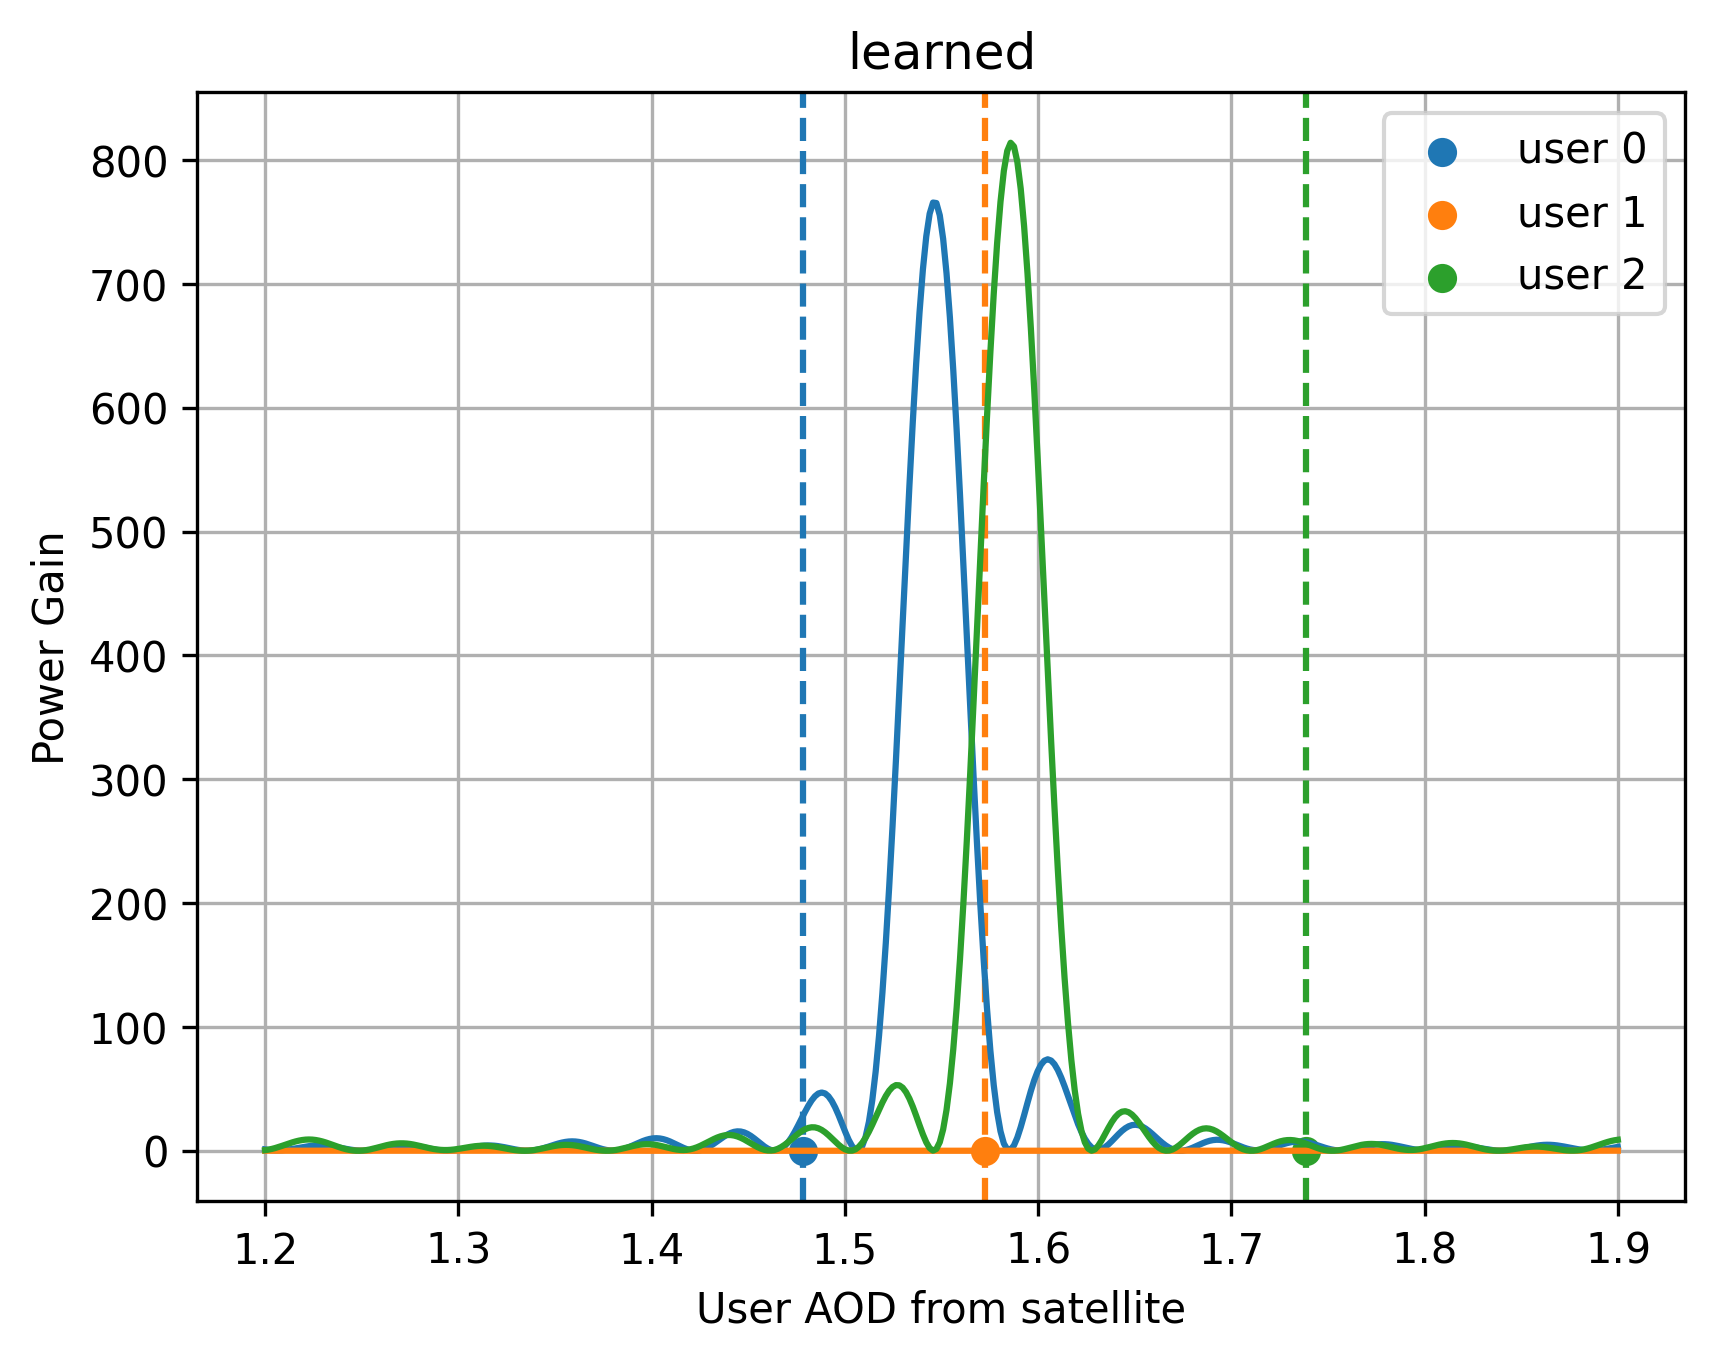 learned
user 0
user 1
user 2
Power Gain
800
700
600
500
400
300
200
100
0
1.2 1.3 1.4 1.5 1.6 1.7 1.8 1.9
User AOD from satellite